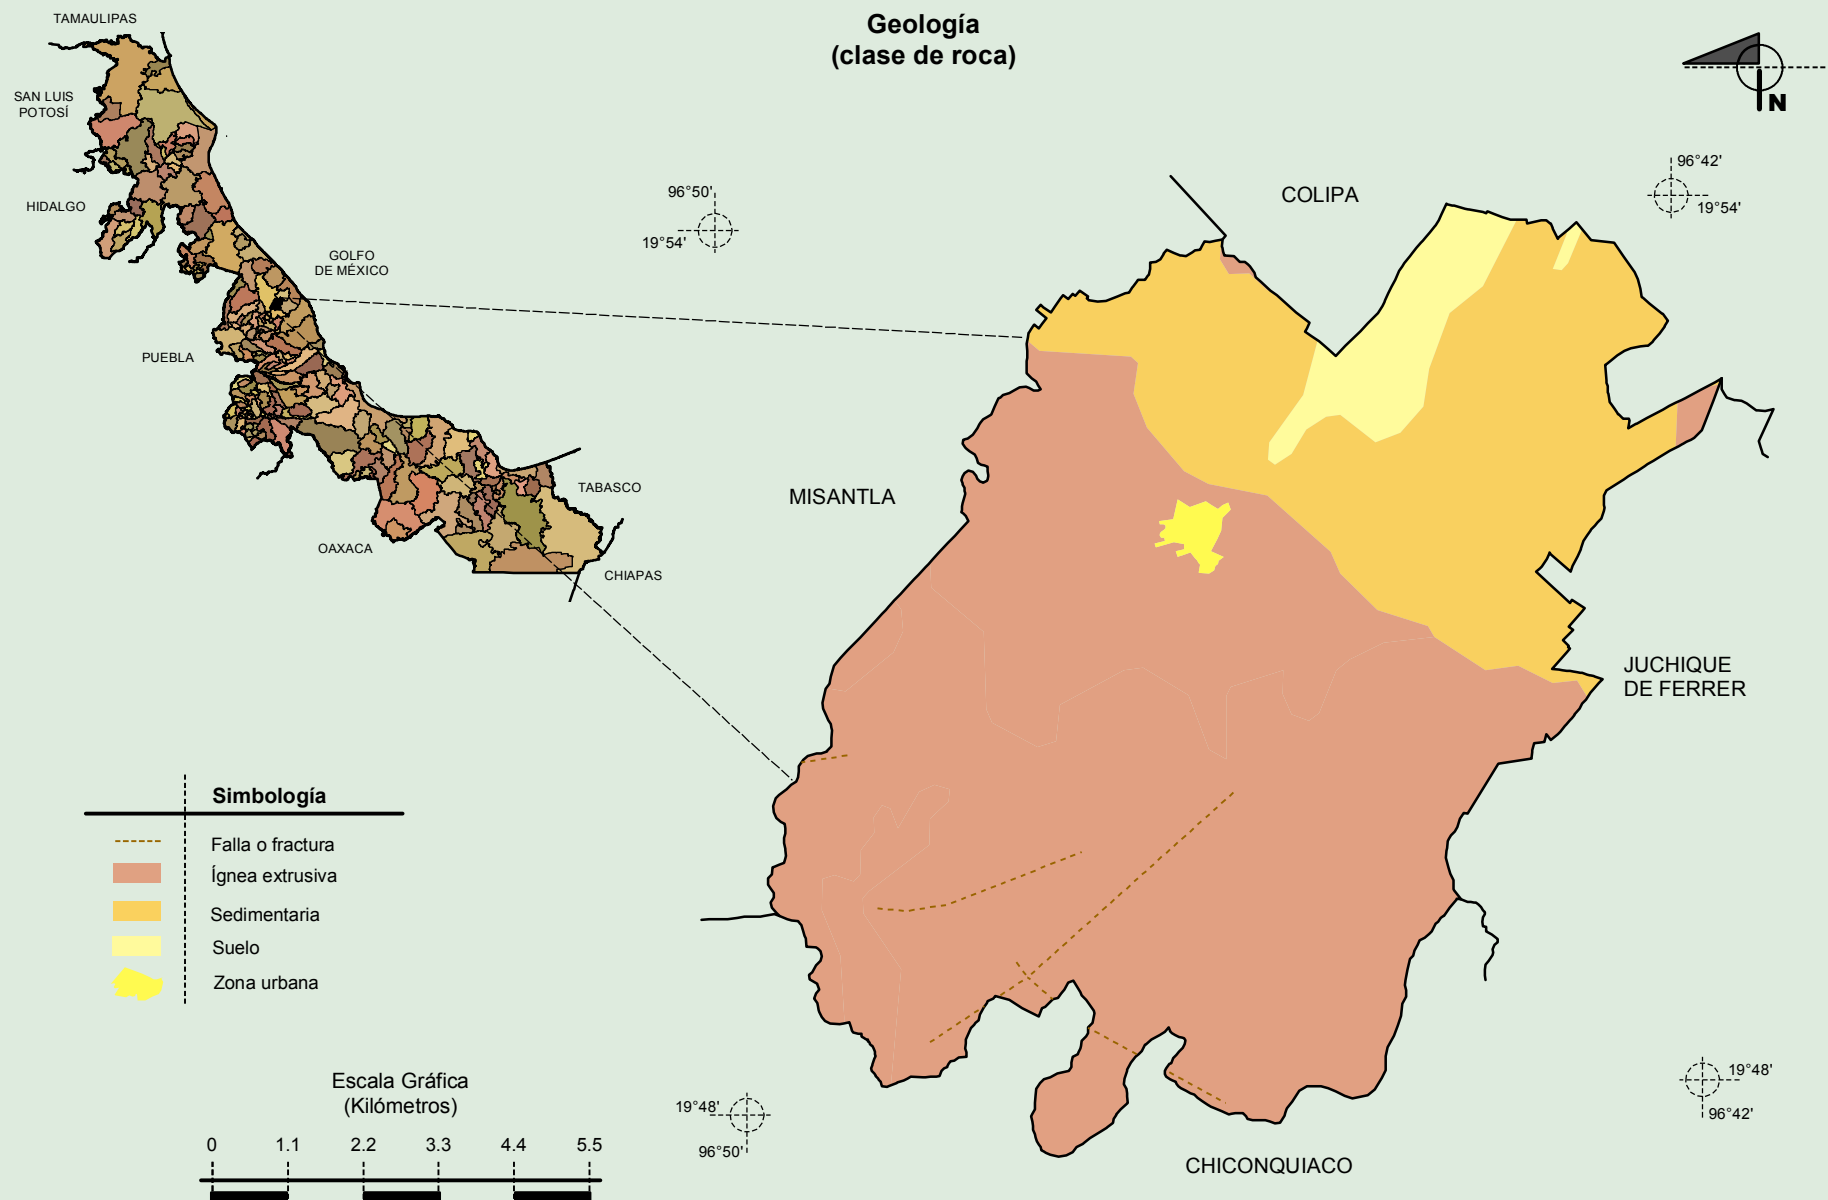 Geología
(clase de roca)
TAMAULIPAS
SAN LUIS
POTOSÍ
HIDALGO
GOLFO
DE MÉXICO
PUEBLA
TABASCO
OAXACA
CHIAPAS
N
96°50'
19°54'
96°42'
19°54'
COLIPA
MISANTLA
JUCHIQUE
DE FERRER
CHICONQUIACO
19°48'
96°50'
19°48'
96°42'
Simbología
Falla o fractura
Ígnea extrusiva
Sedimentaria
Suelo
Zona urbana
Escala Gráfica
(Kilómetros)
0 1.1 2.2 3.3 4.4 5.5